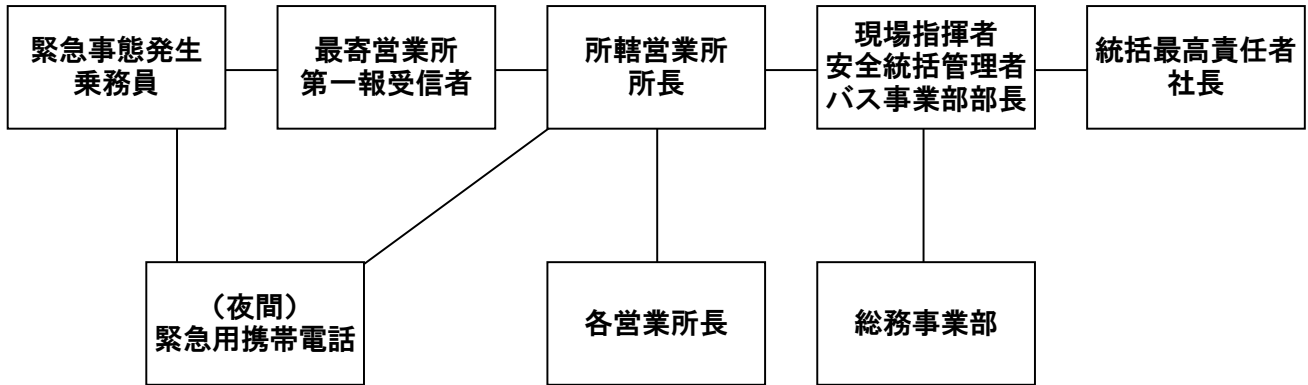 緊急事態発生
乗務員
最寄営業所
第一報受信者
所轄営業所
所長
現場指揮者
安全統括管理者
バス事業部部長
統括最高責任者
社長
（夜間）
緊急用携帯電話
各営業所長
総務事業部